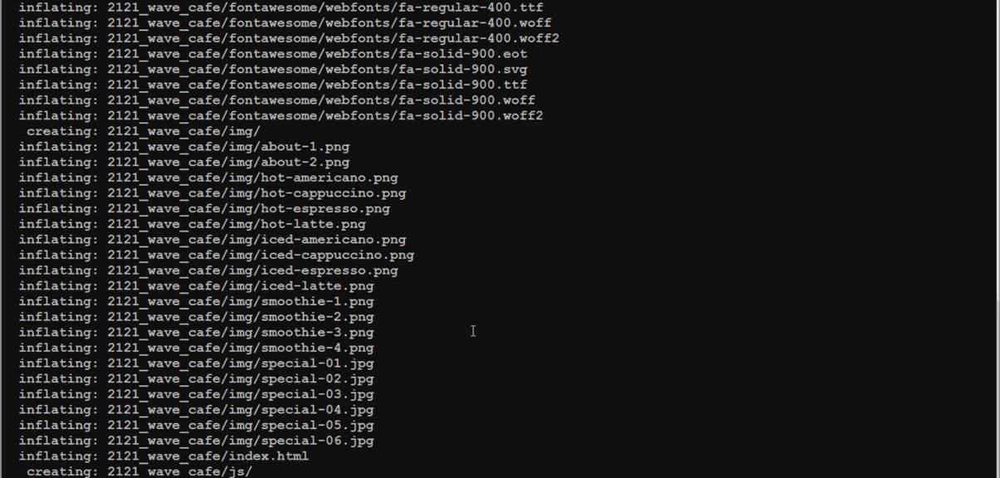 inflating: 2121_wave_cafe/fontawesome/webfonts/fa-regular-400.ttf
inflating: 2121_wave_cafe/fontawesome/webfonts/fa-regular-400.woff
inflating: 2121_wave_cafe/fontawesome/webfonts/fa-regular-400.woff2
inflating: 2121_wave_cafe/fontawesome/webfonts/fa-solid-900.eot
inflating: 2121_wave_cafe/fontawesome/webfonts/fa-solid-900.svg
inflating: 2121_wave_cafe/fontawesome/webfonts/fa-solid-900.ttf
inflating: 2121_wave_cafe/fontawesome/webfonts/fa-solid-900.woff
inflating: 2121_wave_cafe/fontawesome/webfonts/fa-solid-900.woff2
creating: 2121_wave_cafe/img/
inflating: 2121_wave_cafe/img/about-1.png
inflating: 2121_wave_cafe/img/about-2.png
inflating: 2121_wave_cafe/img/hot-americano.png
inflating: 2121_wave_cafe/img/hot-cappuccino.png
inflating: 2121_wave_cafe/img/hot-espresso.png
inflating: 2121_wave_cafe/img/hot-latte.png
inflating: 2121_wave_cafe/img/iced-americano.png
inflating: 2121_wave_cafe/img/iced-cappuccino.png
inflating: 2121_wave_cafe/img/iced-espresso.png
inflating: 2121_wave_cafe/img/iced-latte.png
inflating: 2121_wave_cafe/img/smoothie-1.png
inflating: 2121_wave_cafe/img/smoothie-2.png
inflating: 2121_wave_cafe/img/smoothie-3.png
inflating: 2121_wave_cafe/img/smoothie-4.png
inflating: 2121_wave_cafe/img/special-01.jpg
inflating: 2121_wave_cafe/img/special-02.jpg
inflating: 2121_wave_cafe/img/special-03.jpg
inflating: 2121_wave_cafe/img/special-04.jpg
inflating: 2121_wave_cafe/img/special-05.jpg
inflating: 2121_wave_cafe/img/special-06.jpg
inflating: 2121_wave_cafe/index.html
creating: 2121_wave_cafe/js/